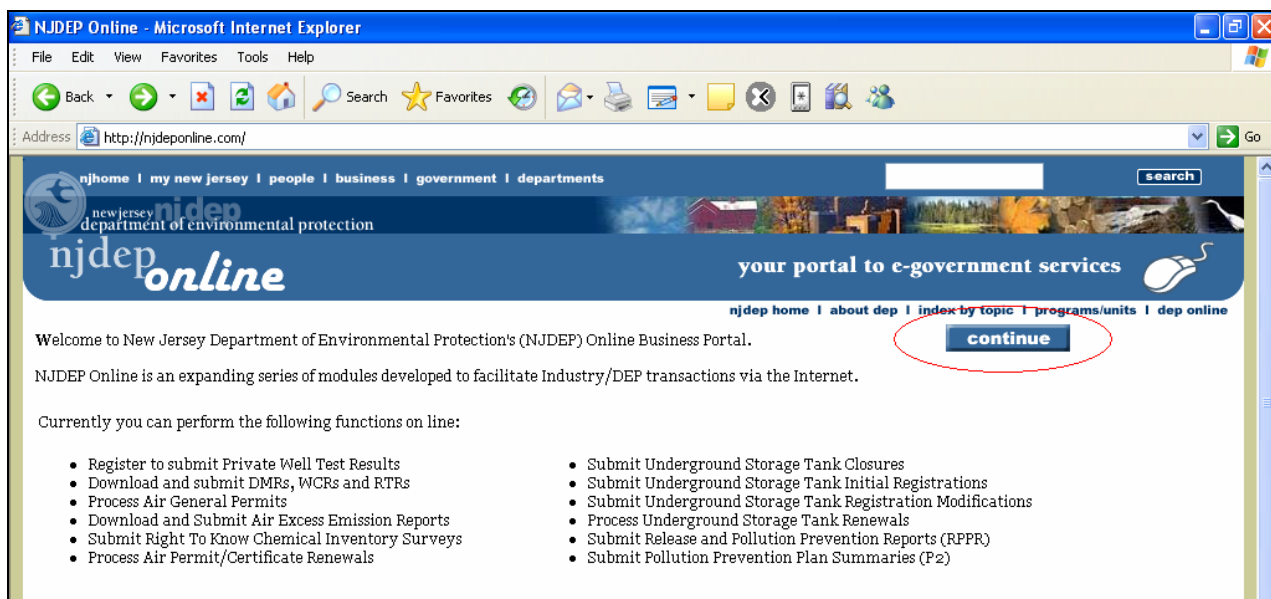 NJDEP Online - Microsoft Internet Explorer
File Edit View Favorites Tools Help
Back Search Favorites
Address http://njdeponline.com/ Go
njhome I my new jersey I people I business I government I departments search
new jersey njdep
department of environmental protection
njdep online your portal to e-government services
njdep home I about dep I index by topic I programs/units I dep online
Welcome to New Jersey Department of Environmental Protection's (NJDEP) Online Business Portal. continue
NJDEP Online is an expanding series of modules developed to facilitate Industry/DEP transactions via the Internet.
Currently you can perform the following functions on line:
• Register to submit Private Well Test Results
• Download and submit DMRs, WCRs and RTRs
• Process Air General Permits
• Download and Submit Air Excess Emission Reports
• Submit Right To Know Chemical Inventory Surveys
• Process Air Permit/Certificate Renewals
• Submit Underground Storage Tank Closures
• Submit Underground Storage Tank Initial Registrations
• Submit Underground Storage Tank Registration Modifications
• Process Underground Storage Tank Renewals
• Submit Release and Pollution Prevention Reports (RPPR)
• Submit Pollution Prevention Plan Summaries (P2)